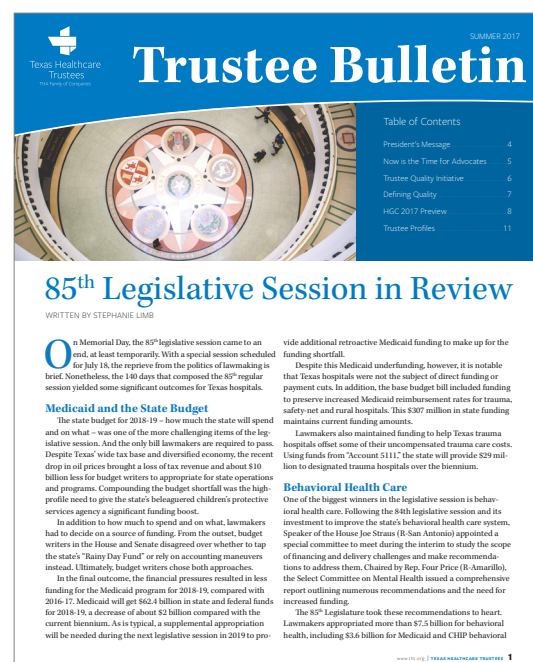 SUMMER 2017
Texas Healthcare
Trustees
THA Family of Companies
Trustee Bulletin
Table of Contents
President's Message 4
Now is the Time for Advocates 5
Trustee Quality Initiative 6
Defining Quality 7
HGC 2017 Preview 8
Trustee Profiles 11
85th Legislative Session in Review
WRITTEN BY STEPHANIE LIMB
On Memorial Day, the 85th legislative session came to an
end, at least temporarily. With a special session scheduled
for July 18, the reprieve from the politics of lawmaking is
brief. Nonetheless, the 140 days that composed the 85th regular
session yielded some significant outcomes for Texas hospitals.
Medicaid and the State Budget
The state budget for 2018-19 – how much the state will spend
and on what – was one of the more challenging items of the leg-
islative session. And the only bill lawmakers are required to pass.
Despite Texas' wide tax base and diversified economy, the recent
drop in oil prices brought a loss of tax revenue and about $10
billion less for budget writers to appropriate for state operations
and programs. Compounding the budget shortfall was the high-
profile need to give the state's beleaguered children's protective
services agency a significant funding boost.
In addition to how much to spend and on what, lawmakers
had to decide on a source of funding. From the outset, budget
writers in the House and Senate disagreed over whether to tap
the state's "Rainy Day Fund" or rely on accounting maneuvers
instead. Ultimately, budget writers chose both approaches.
In the final outcome, the financial pressures resulted in less
funding for the Medicaid program for 2018-19, compared with
2016-17. Medicaid will get $62.4 billion in state and federal funds
for 2018-19, a decrease of about $2 billion compared with the
current biennium. As is typical, a supplemental appropriation
will be needed during the next legislative session in 2019 to pro-
vide additional retroactive Medicaid funding to make up for the
funding shortfall.
Despite this Medicaid underfunding, however, it is notable
that Texas hospitals were not the subject of direct funding or
payment cuts. In addition, the base budget bill included funding
to preserve increased Medicaid reimbursement rates for trauma,
safety-net and rural hospitals. This $307 million in state funding
maintains current funding amounts.
Lawmakers also maintained funding to help Texas trauma
hospitals offset some of their uncompensated trauma care costs.
Using funds from "Account 5111," the state will provide $29 mil-
lion to designated trauma hospitals over the biennium.
Behavioral Health Care
One of the biggest winners in the legislative session is behav-
ioral health care. Following the 84th legislative session and its
investment to improve the state's behavioral health care system,
Speaker of the House Joe Straus (R-San Antonio) appointed a
special committee to meet during the interim to study the scope
of financing and delivery challenges and make recommenda-
tions to address them. Chaired by Rep. Four Price (R-Amarillo),
the Select Committee on Mental Health issued a comprehensive
report outlining numerous recommendations and the need for
increased funding.
The 85th Legislature took these recommendations to heart.
Lawmakers appropriated more than $7.5 billion for behavioral
health, including $3.6 billion for Medicaid and CHIP behavioral
www.tht.org | TEXAS HEALTHCARE TRUSTEES 1